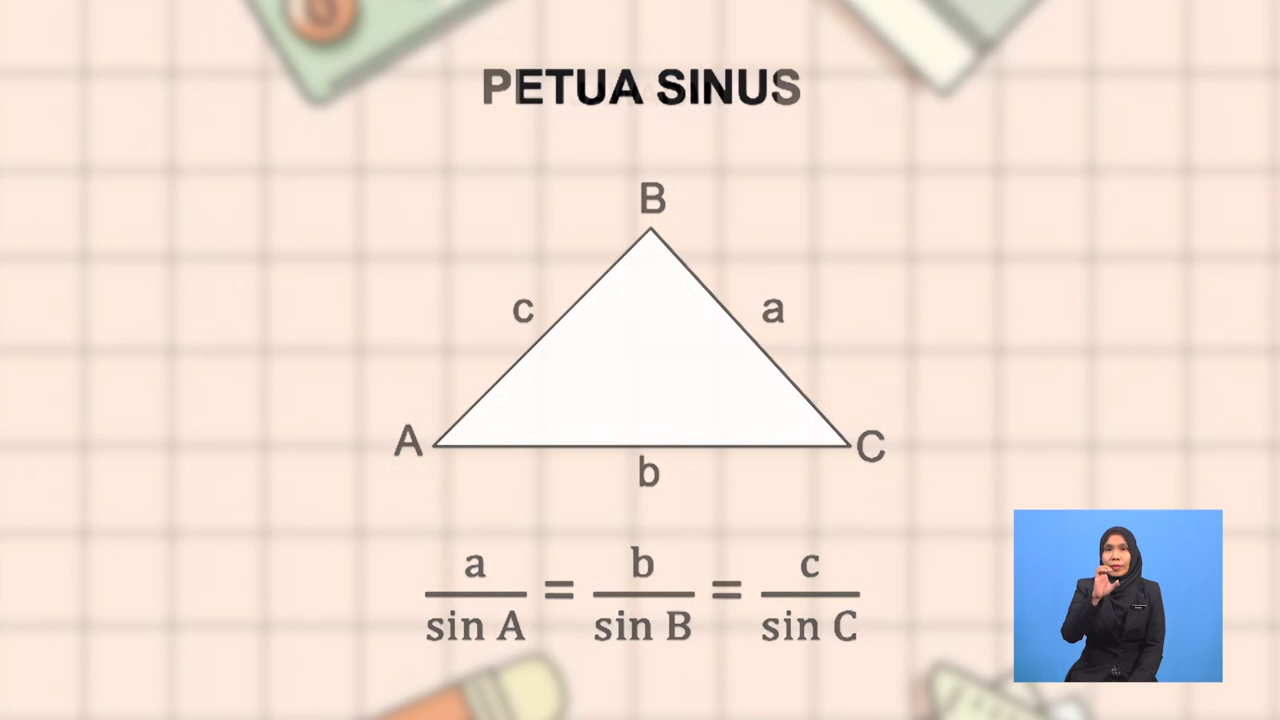 PETUA SINUS
B
c a
A C
b
a/sin A = b/sin B = c/sin C